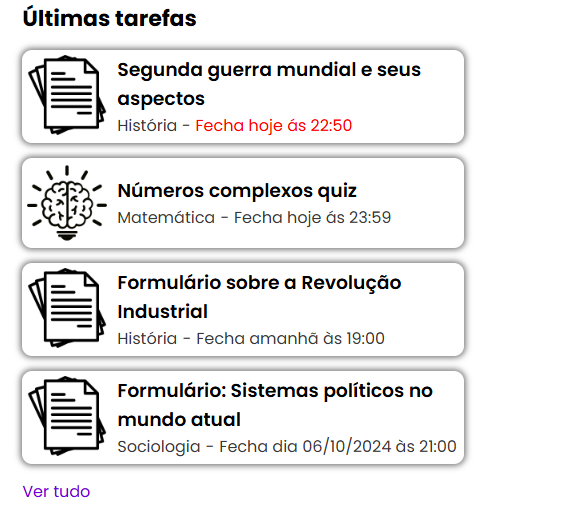 Últimas tarefas
Segunda guerra mundial e seus
aspectos
História - Fecha hoje ás 22:50
Números complexos quiz
Matemática - Fecha hoje ás 23:59
Formulário sobre a Revolução
Industrial
História - Fecha amanhã às 19:00
Formulário: Sistemas políticos no
mundo atual
Sociologia - Fecha dia 06/10/2024 às 21:00
Ver tudo